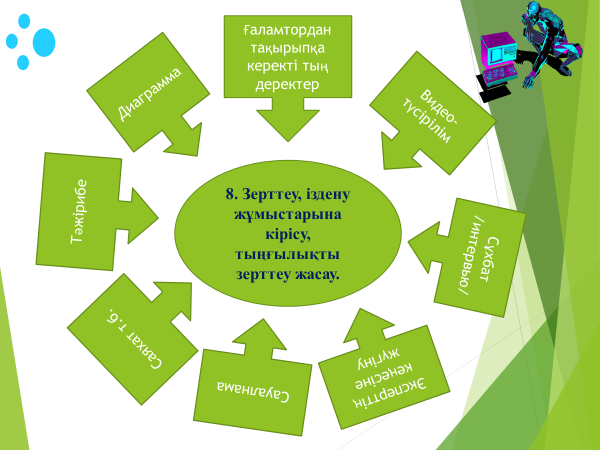 Ғаламтордан
тақырыпқа
керекті тың
деректер
Видео-
түсірілім
Сұхбат
/интервью/
Эксперттің
кеңесіне
жүгіну
Сауалнама
Саяхат т.б.
Тәжірибе
Диаграмма
8. Зерттеу, іздену
жұмыстарына
кірісу,
тыңғылықты
зерттеу жасау.